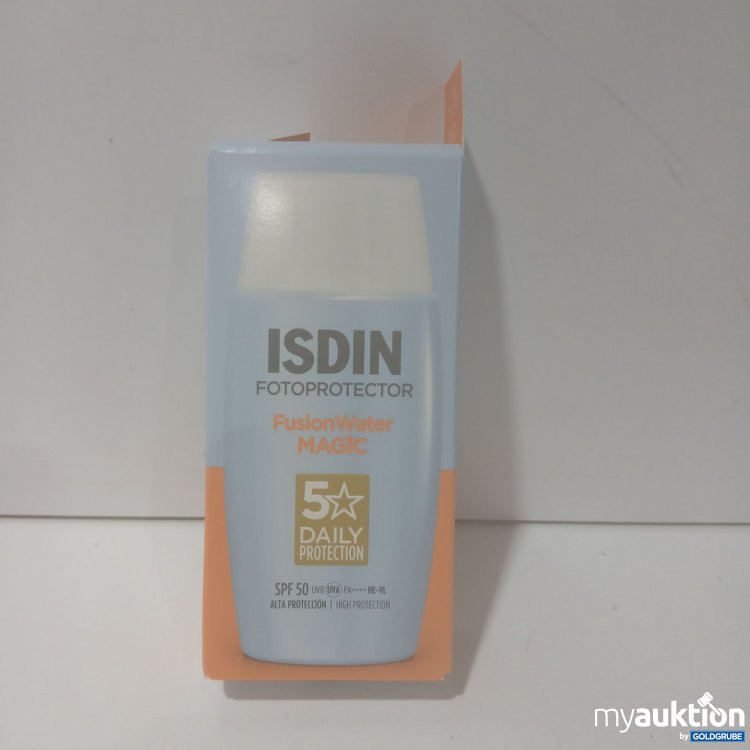 ISDIN
FOTOPROTECTOR
FusionWater
MAGIC
5☆
DAILY
PROTECTION
SPF 50 UVB UVA PA++++ HE-VL
ALTA PROTECCIÓN | HIGH PROTECTION
myauktion
by GOLDGRUBE